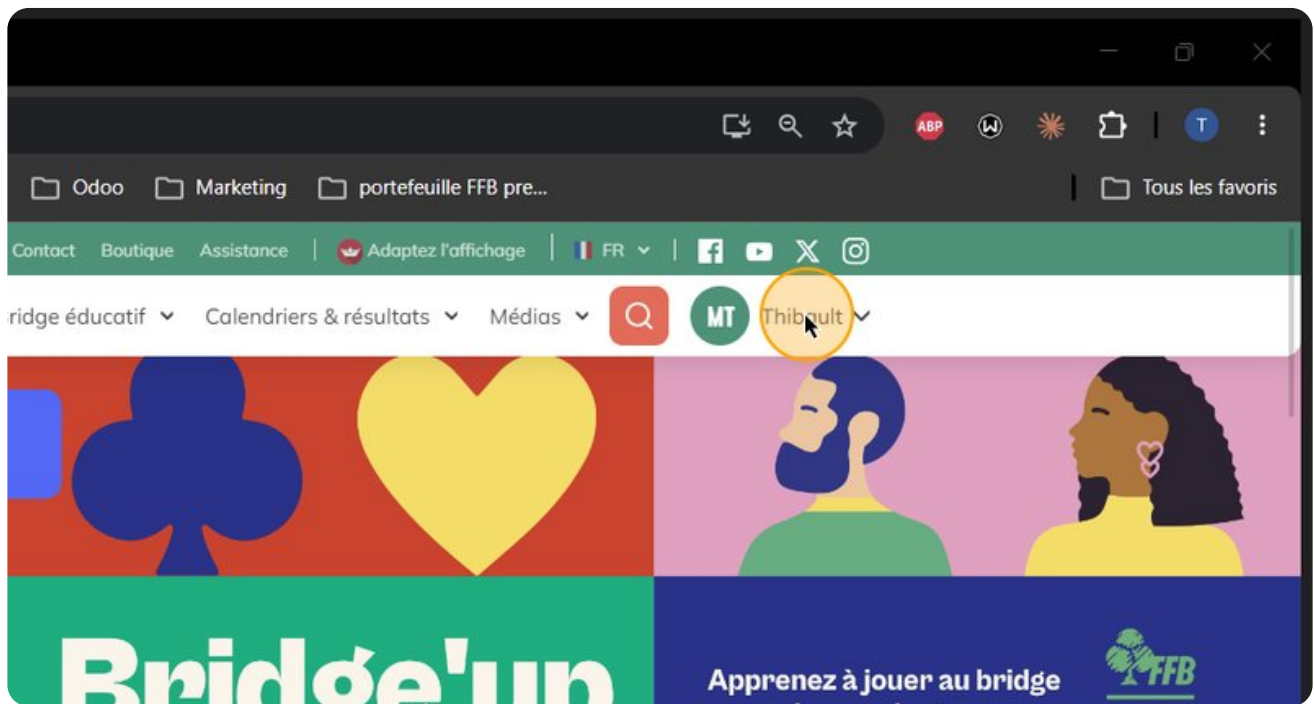 ABP
W
T
Odoo
Marketing
portefeuille FFB pre...
Tous les favoris
Contact
Boutique
Assistance
Adaptez l'affichage
FR
ridge éducatif
Calendriers & résultats
Médias
MT
Thibault
Bridge'up
Apprenez à jouer au bridge
FFB